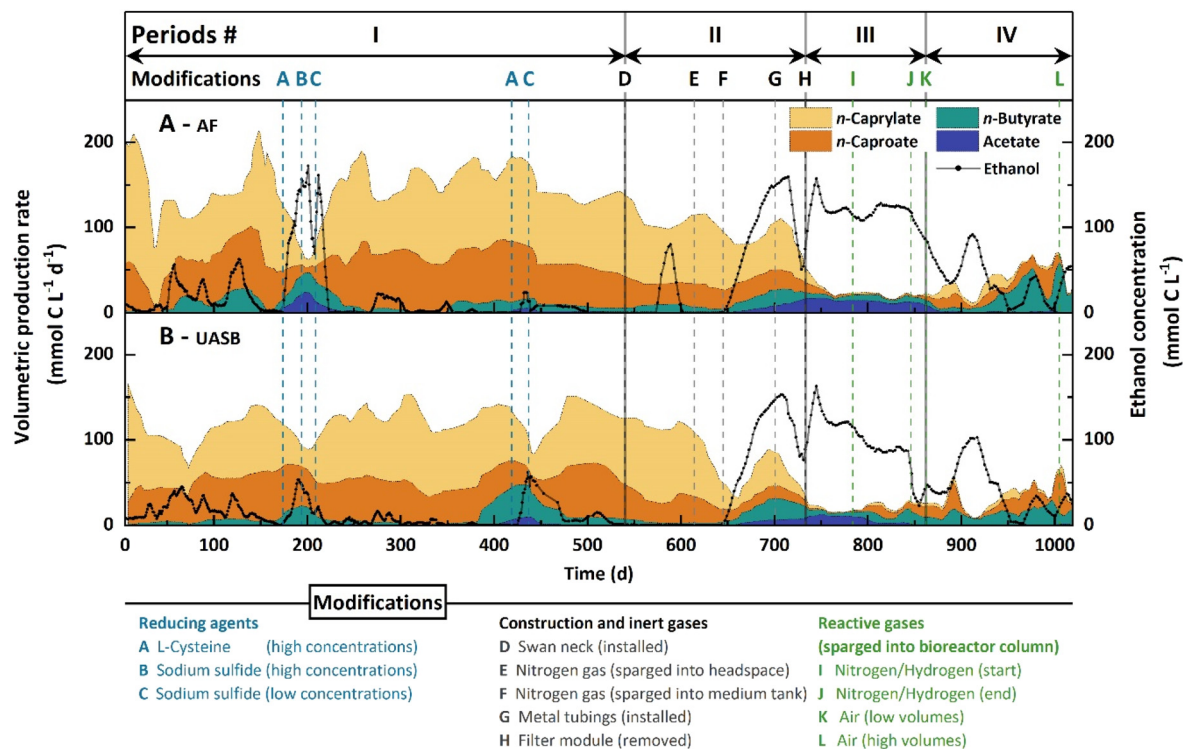 Periods # I II III IV
Modifications A B C A C D E F G H I J K L
A - AF
n-Caprylate n-Butyrate
n-Caproate Acetate
Ethanol
200 200
100 100
0 0
B - UASB
200 200
100 100
0 0
Volumetric production rate
(mmol C L⁻¹ d⁻¹)
Ethanol concentration
(mmol C L⁻¹)
0 100 200 300 400 500 600 700 800 900 1000
Time (d)
Modifications
Reducing agents
A L-Cysteine (high concentrations)
B Sodium sulfide (high concentrations)
C Sodium sulfide (low concentrations)
Construction and inert gases
D Swan neck (installed)
E Nitrogen gas (sparged into headspace)
F Nitrogen gas (sparged into medium tank)
G Metal tubings (installed)
H Filter module (removed)
Reactive gases
(sparged into bioreactor column)
I Nitrogen/Hydrogen (start)
J Nitrogen/Hydrogen (end)
K Air (low volumes)
L Air (high volumes)